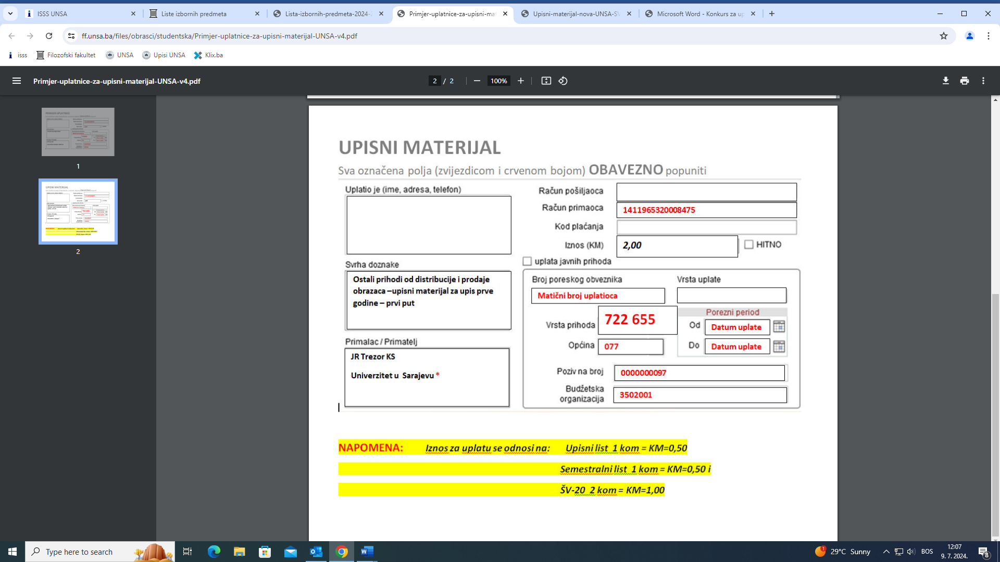 ISSS UNSA
Liste izbornih predmeta
Lista-izbornih-predmeta-2024-2
Primjer-uplatnice-za-upisni-mat
Upisni-materijal-nova-UNSA-SV
Microsoft Word - Konkurs za up
ff.unsa.ba/files/obrasci/studentska/Primjer-uplatnice-za-upisni-materijal-UNSA-v4.pdf
isss
Filozofski fakultet
UNSA
Upisi UNSA
Klix.ba
Primjer-uplatnice-za-upisni-materijal-UNSA-v4.pdf
2 / 2
100%
1
2
UPISNI MATERIJAL
Sva označena polja (zvijezdicom i crvenom bojom) OBAVEZNO popuniti
Uplatio je (ime, adresa, telefon)
Svrha doznake
Ostali prihodi od distribucije i prodaje
obrazaca –upisni materijal za upis prve
godine – prvi put
Primalac / Primatelj
JR Trezor KS
Univerzitet u Sarajevu *
Račun pošiljaoca
Račun primaoca
1411965320008475
Kod plaćanja
Iznos (KM)
2,00
HITNO
uplata javnih prihoda
Broj poreskog obveznika
Vrsta uplate
Matični broj uplatioca
Vrsta prihoda
722 655
Porezni period
Od
Datum uplate
Općina
077
Do
Datum uplate
Poziv na broj
0000000097
Budžetska
organizacija
3502001
NAPOMENA: Iznos za uplatu se odnosi na: Upisni list 1 kom = KM=0,50
Semestralni list 1 kom = KM=0,50 i
ŠV-20 2 kom = KM=1,00
Type here to search
1
29°C Sunny
BOS
12:07
9. 7. 2024.
8